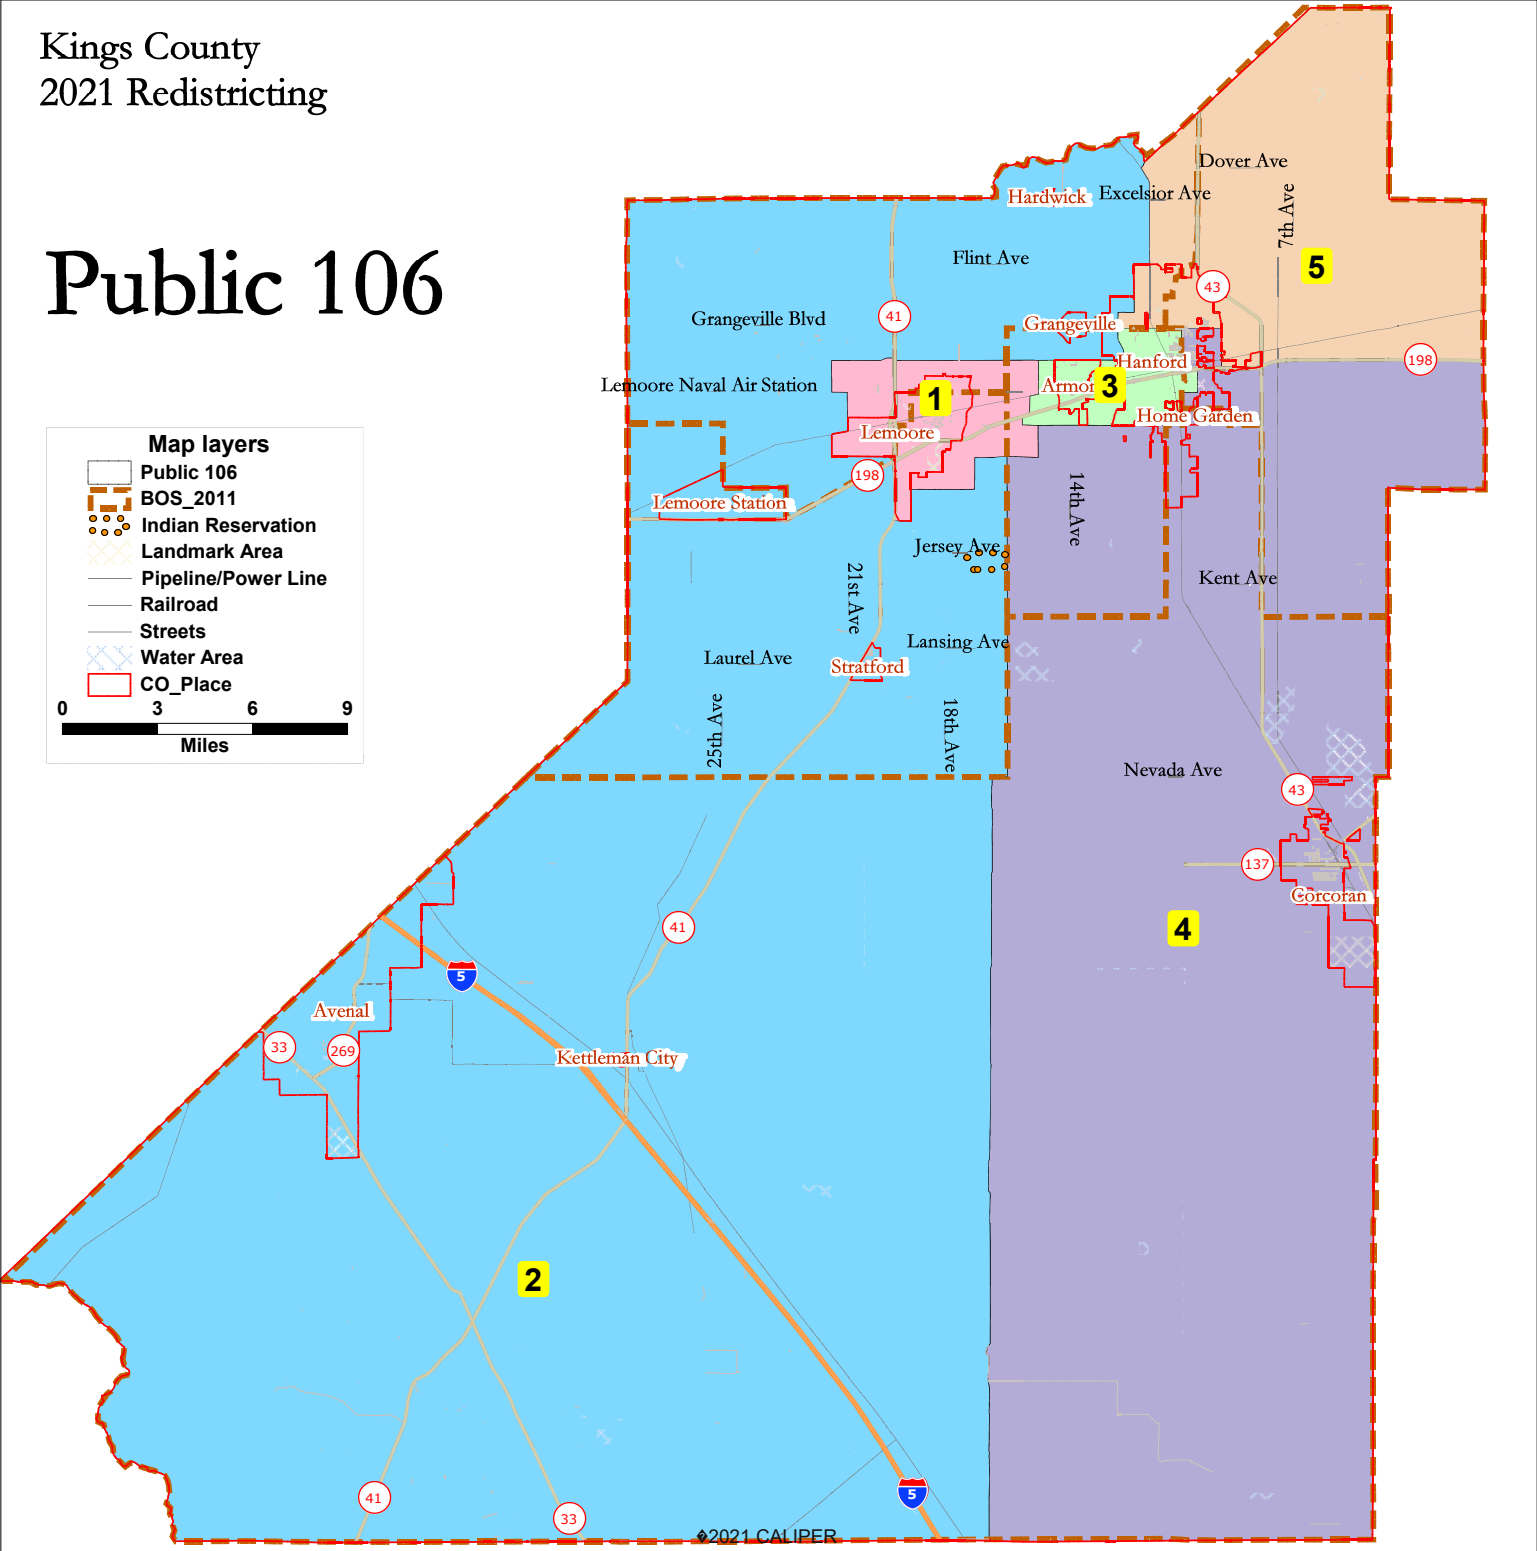 Kings County
2021 Redistricting
Public 106
Dover Ave
Excelsior Ave
Hardwick
7th Ave
Flint Ave
5
43
41
Grangeville Blvd
Grangeville
Hanford
198
Lemoore Naval Air Station
1
Armo
3
Home Garden
Lemoore
198
Lemoore Station
14th Ave
Jersey Ave
21st Ave
Kent Ave
Lansing Ave
Laurel Ave
Stratford
25th Ave
18th Ave
Nevada Ave
43
137
Corcoran
4
41
5
Avenal
33
269
Kettleman City
2
41
33
5
Map layers
Public 106
BOS_2011
Indian Reservation
Landmark Area
Pipeline/Power Line
Railroad
Streets
Water Area
CO_Place
0 3 6 9
Miles
�2021 CALIPER